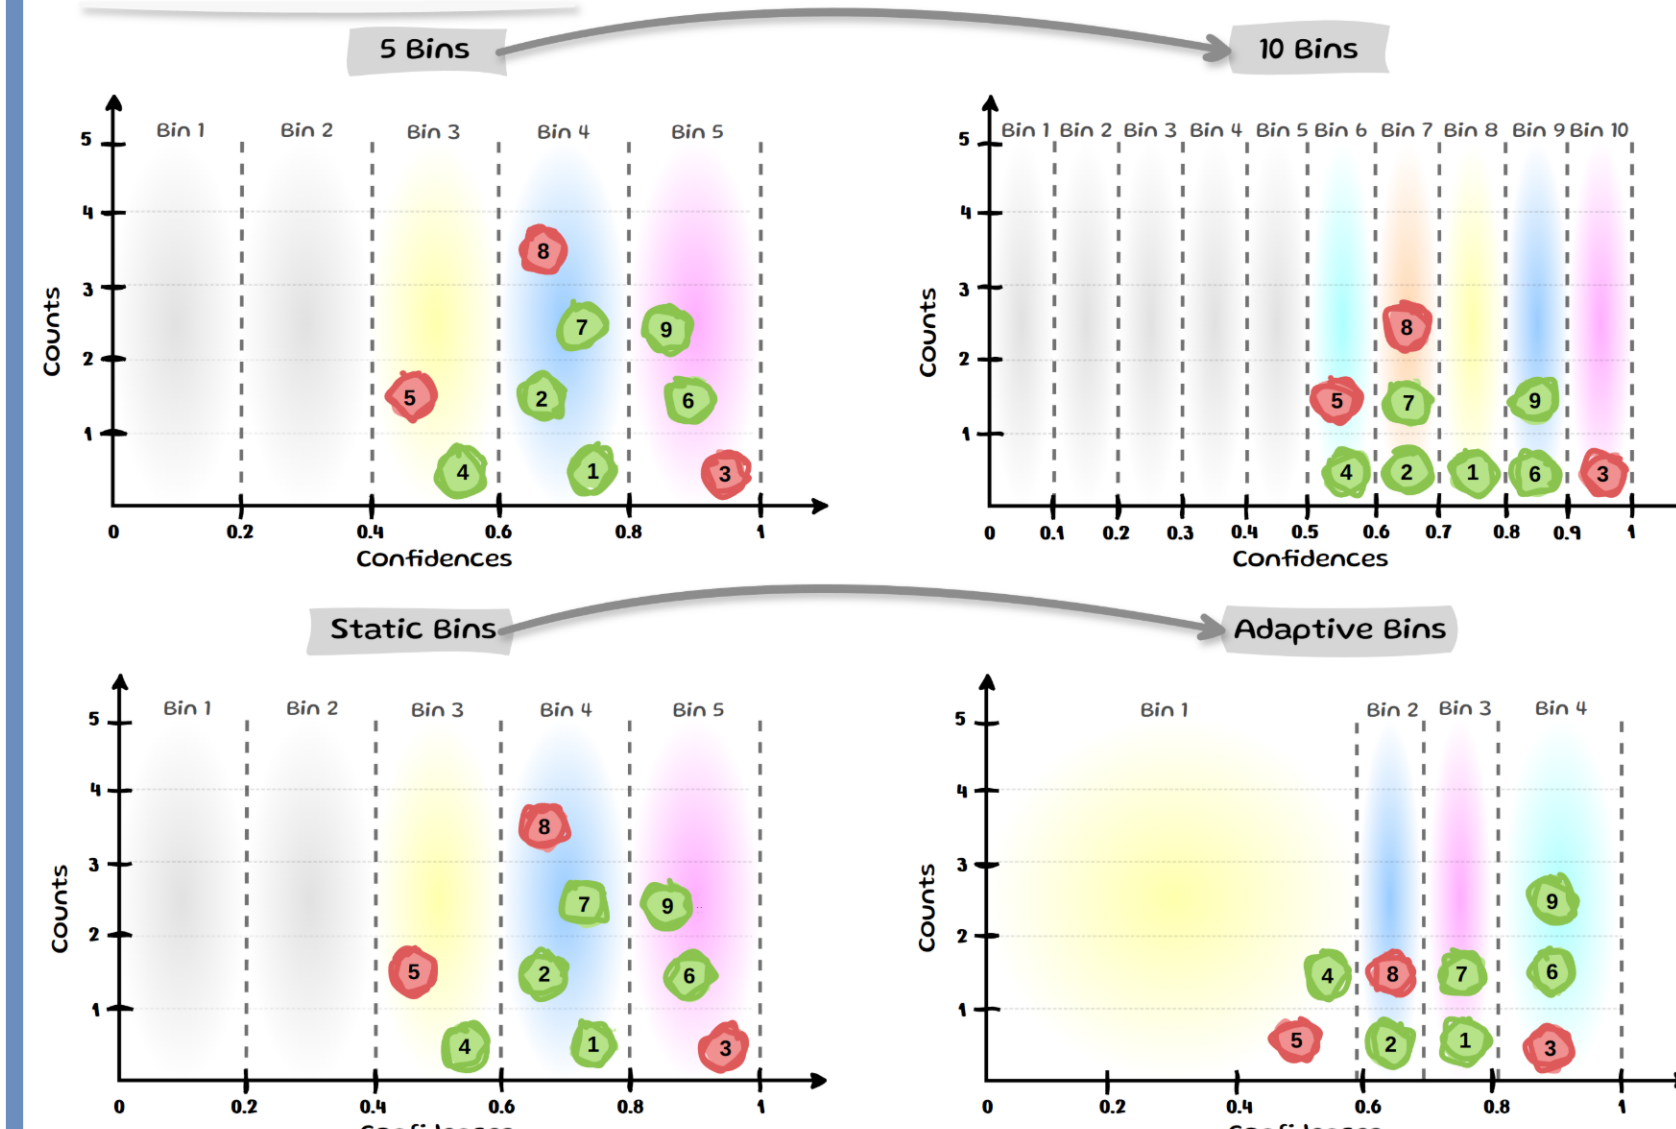 5 Bins
10 Bins
Bin 1 Bin 2 Bin 3 Bin 4 Bin 5
5
4
3
2
1
Counts
8
7
9
5
2
6
4
1
3
0 0.2 0.4 0.6 0.8 1
Confidences
Bin 1 Bin 2 Bin 3 Bin 4 Bin 5 Bin 6 Bin 7 Bin 8 Bin 9 Bin 10
5
4
3
2
1
Counts
8
5 7 9
4 2 1 6 3
0 0.1 0.2 0.3 0.4 0.5 0.6 0.7 0.8 0.9 1
Confidences
Static Bins
Adaptive Bins
Bin 1 Bin 2 Bin 3 Bin 4 Bin 5
5
4
3
2
1
Counts
8
7 9
5 2 6
4 1 3
0 0.2 0.4 0.6 0.8 1
Confidences
Bin 1 Bin 2 Bin 3 Bin 4
5
4
3
2
1
Counts
9
4 8 7 6
5 2 1 3
0 0.2 0.4 0.6 0.8 1
Confidences